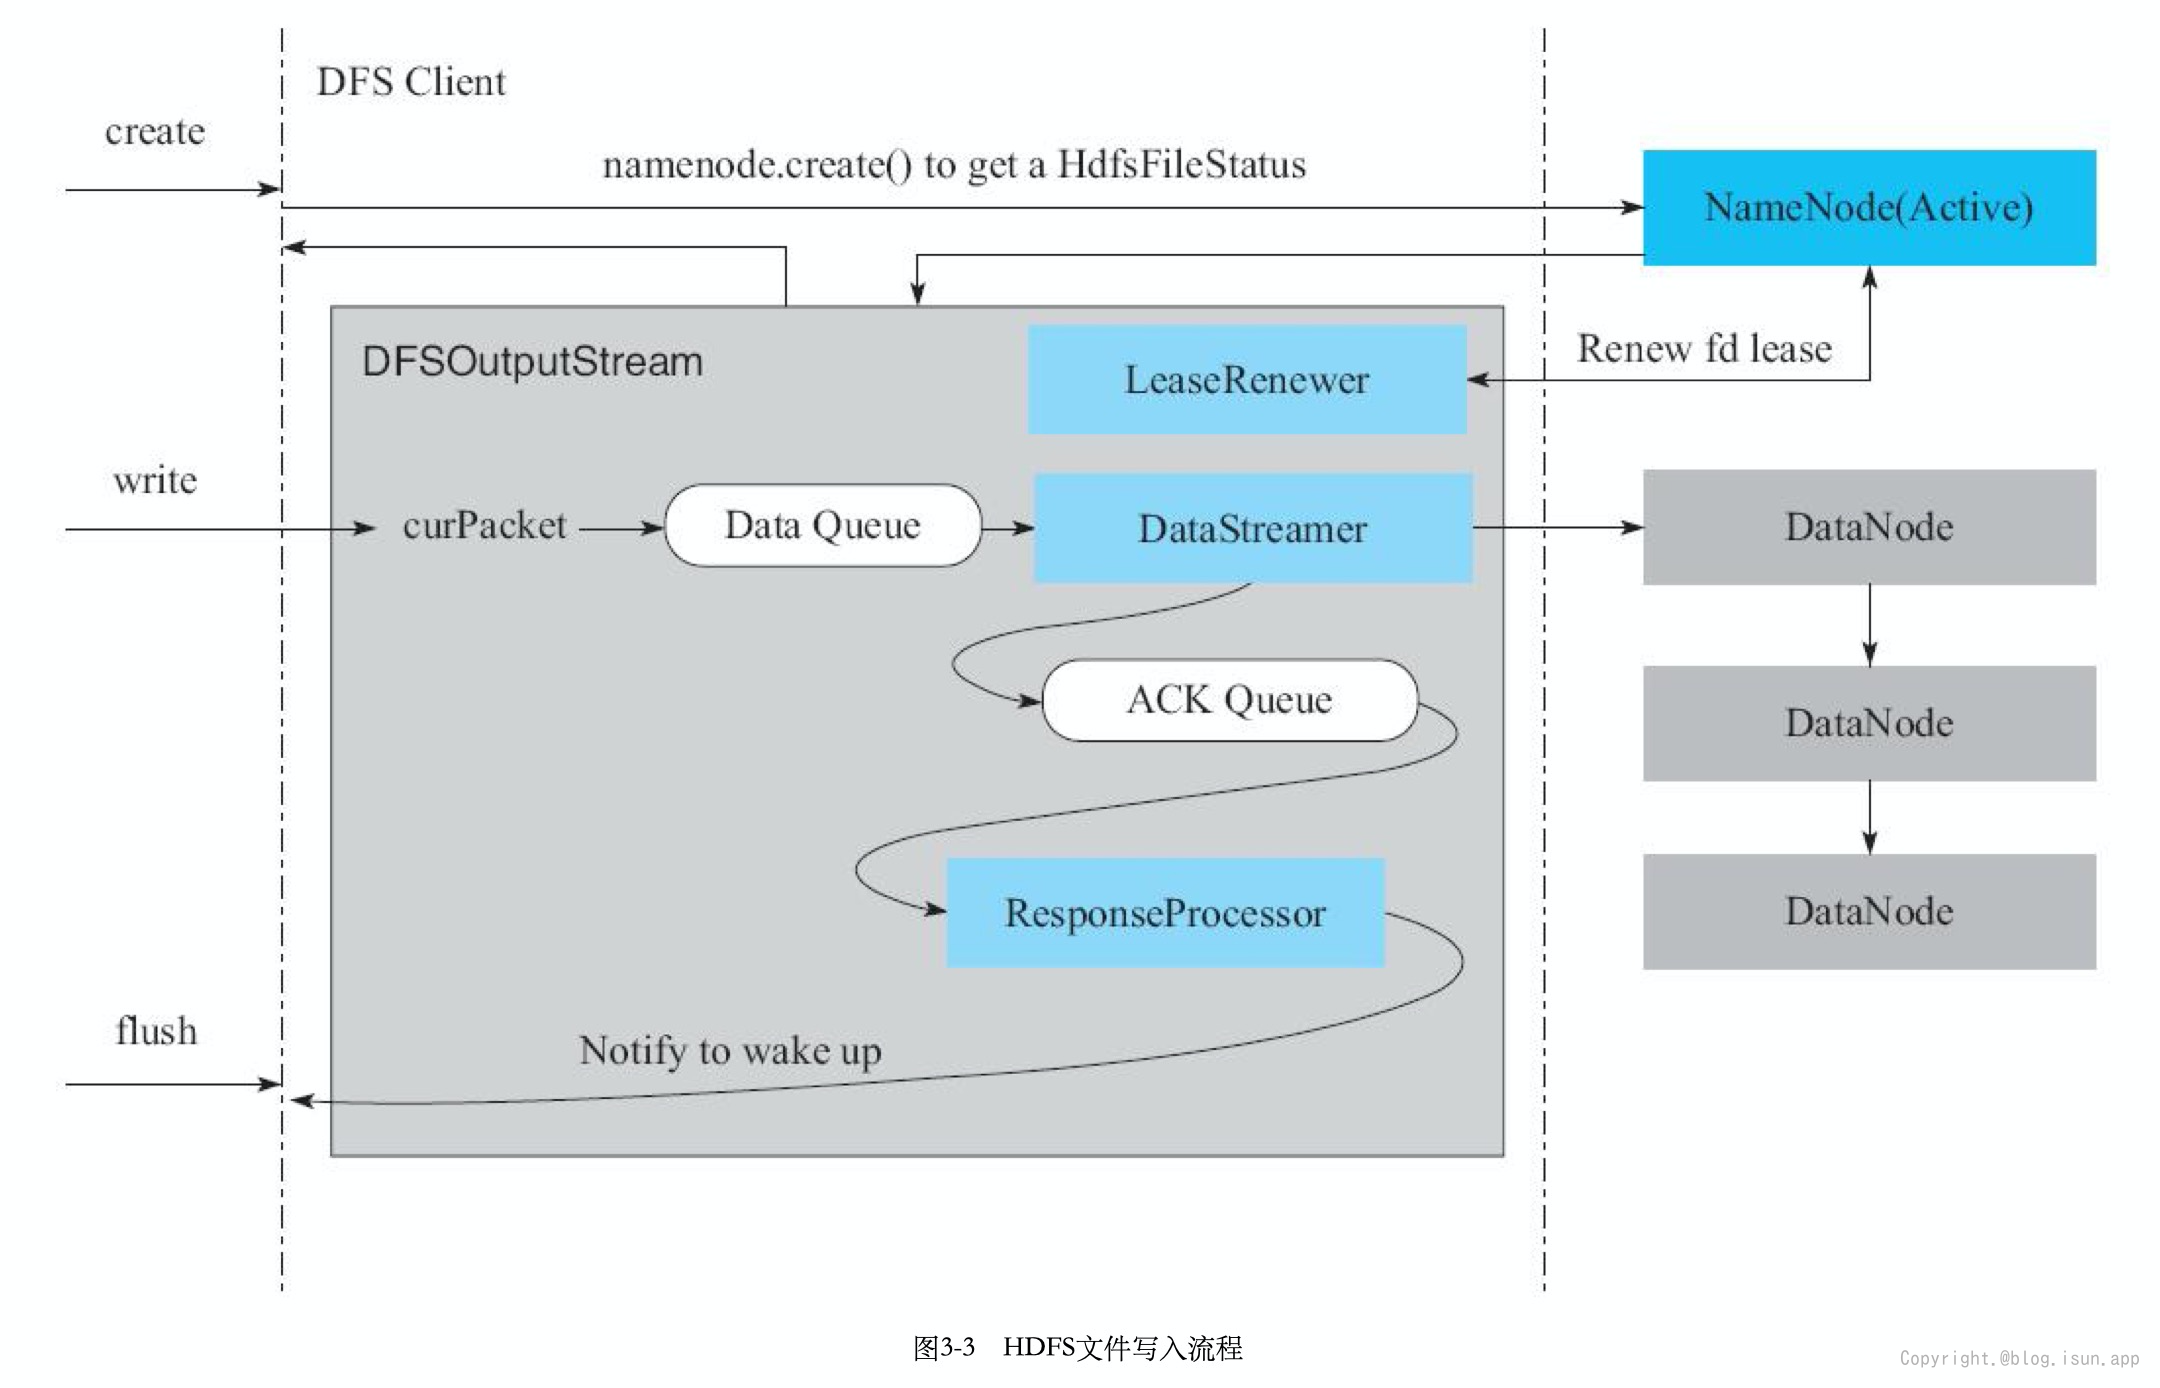 DFS Client
create
namenode.create() to get a HdfsFileStatus
NameNode(Active)
DFSOutputStream
LeaseRenewer
Renew fd lease
write
curPacket
Data Queue
DataStreamer
DataNode
ACK Queue
DataNode
ResponseProcessor
DataNode
flush
Notify to wake up
图3-3 HDFS文件写入流程
Copyright.@blog.isun.app